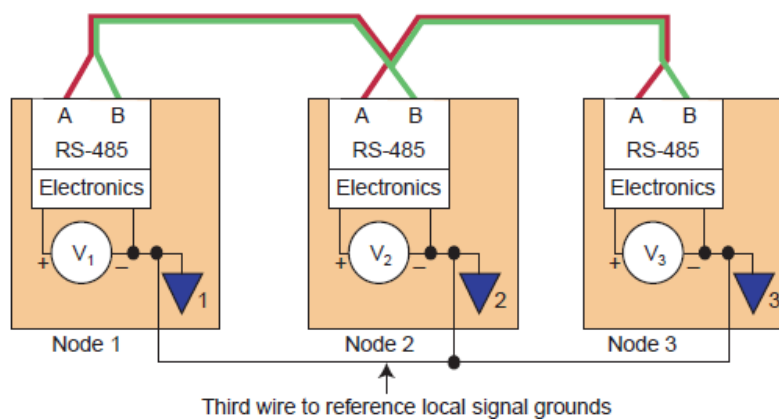 A B A B A B
RS-485 RS-485 RS-485
Electronics Electronics Electronics
+ V1 – + V2 – + V3 –
1 2 3
Node 1 Node 2 Node 3
Third wire to reference local signal grounds